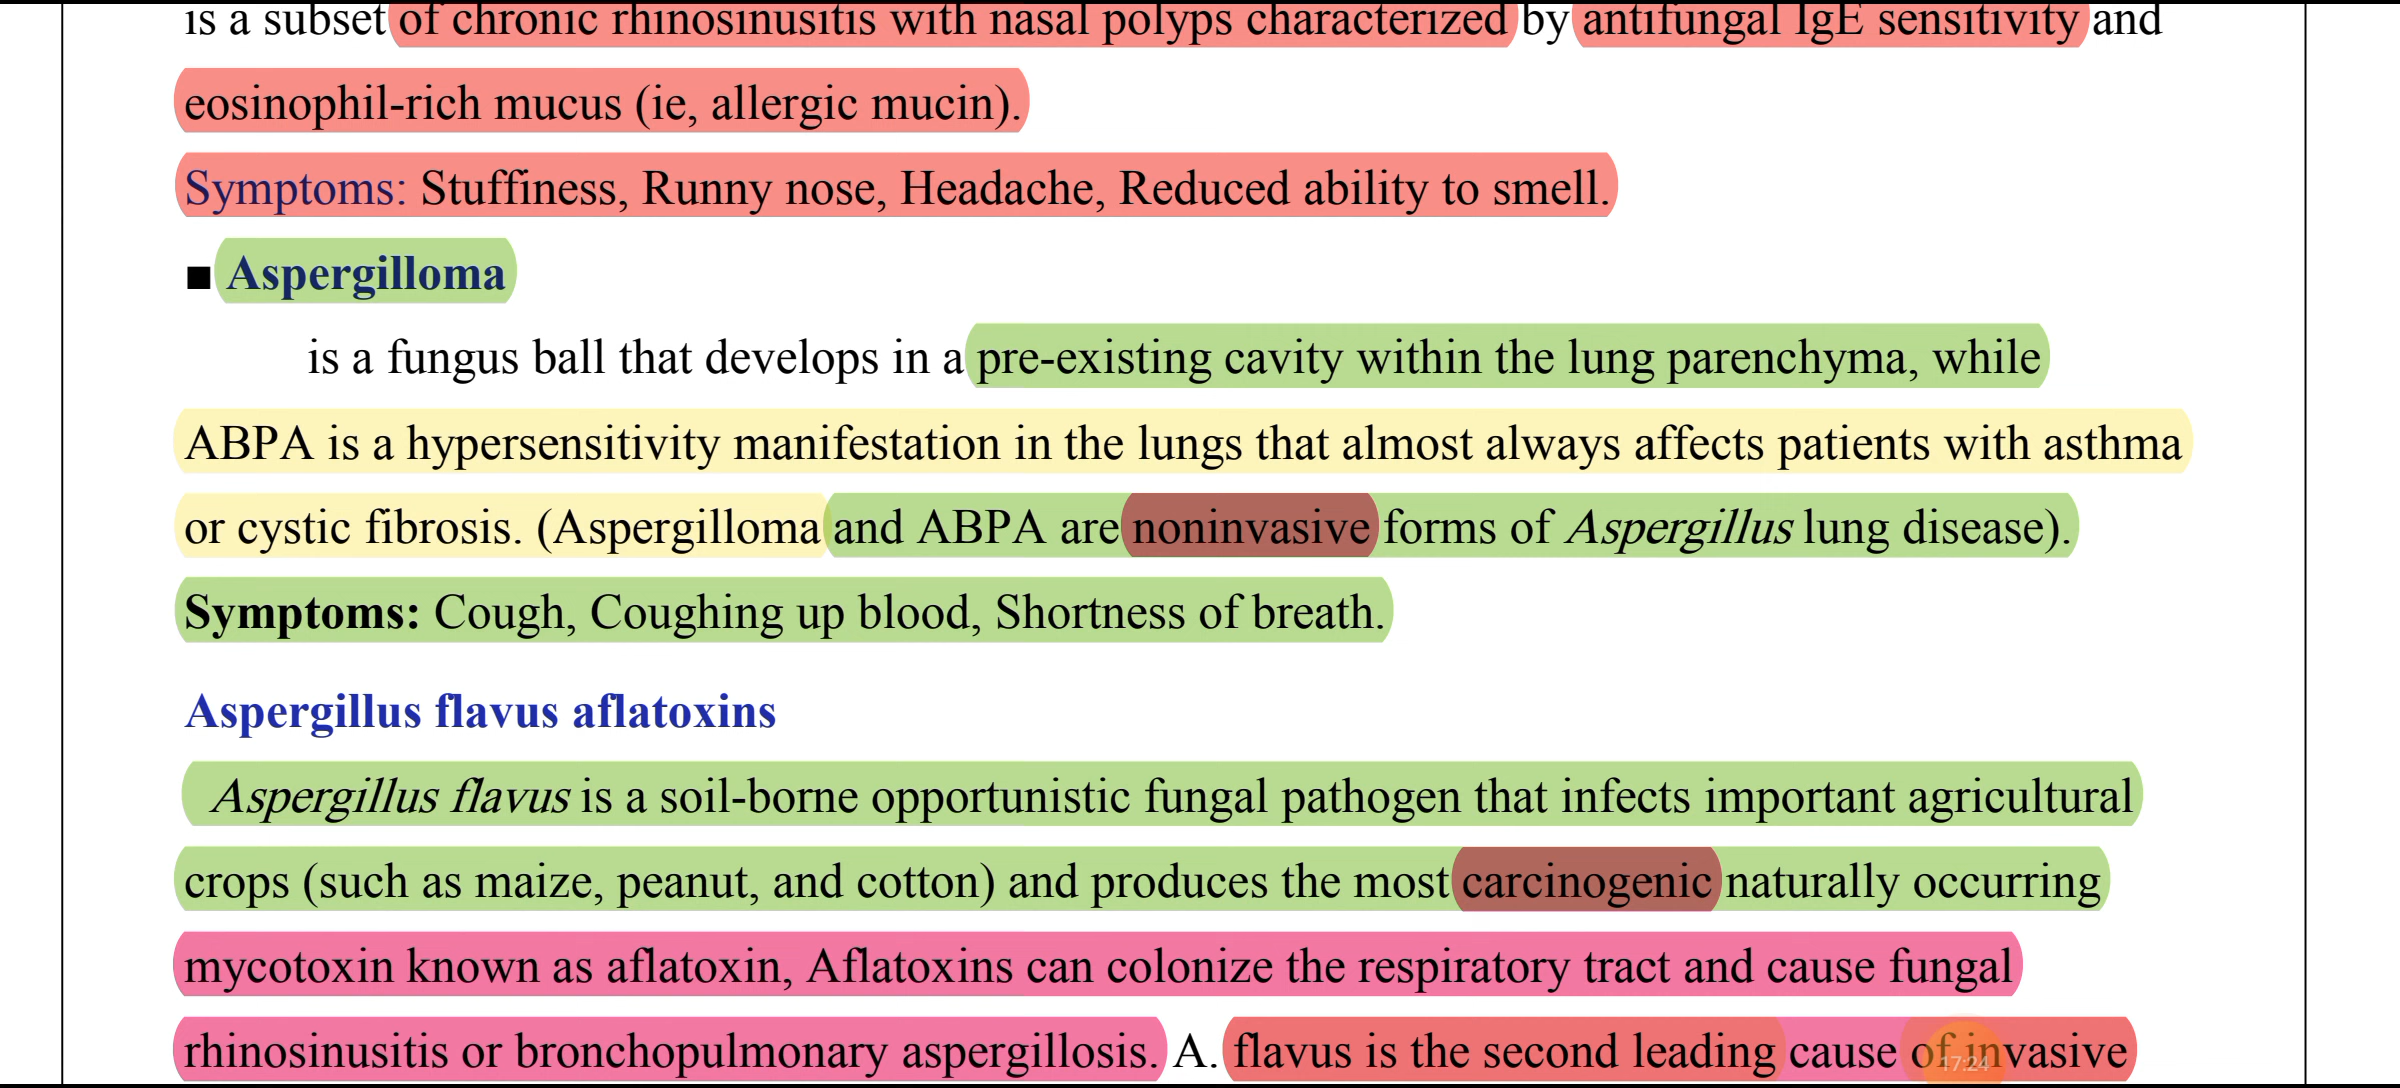 is a subset of chronic rhinosinusitis with nasal polyps characterized by antifungal IgE sensitivity and
eosinophil-rich mucus (ie, allergic mucin).
Symptoms: Stuffiness, Runny nose, Headache, Reduced ability to smell.
■ Aspergilloma
is a fungus ball that develops in a pre-existing cavity within the lung parenchyma, while
ABPA is a hypersensitivity manifestation in the lungs that almost always affects patients with asthma
or cystic fibrosis. (Aspergilloma and ABPA are noninvasive forms of Aspergillus lung disease).
Symptoms: Cough, Coughing up blood, Shortness of breath.
Aspergillus flavus aflatoxins
Aspergillus flavus is a soil-borne opportunistic fungal pathogen that infects important agricultural
crops (such as maize, peanut, and cotton) and produces the most carcinogenic naturally occurring
mycotoxin known as aflatoxin, Aflatoxins can colonize the respiratory tract and cause fungal
rhinosinusitis or bronchopulmonary aspergillosis. A. flavus is the second leading cause of invasive
17:24